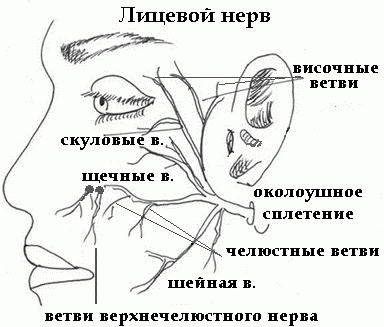 Лицевой нерв
височные
ветви
скуловые в.
щечные в.
околоушное
сплетение
челюстные ветви
шейная в.
ветви верхнечелюстного нерва